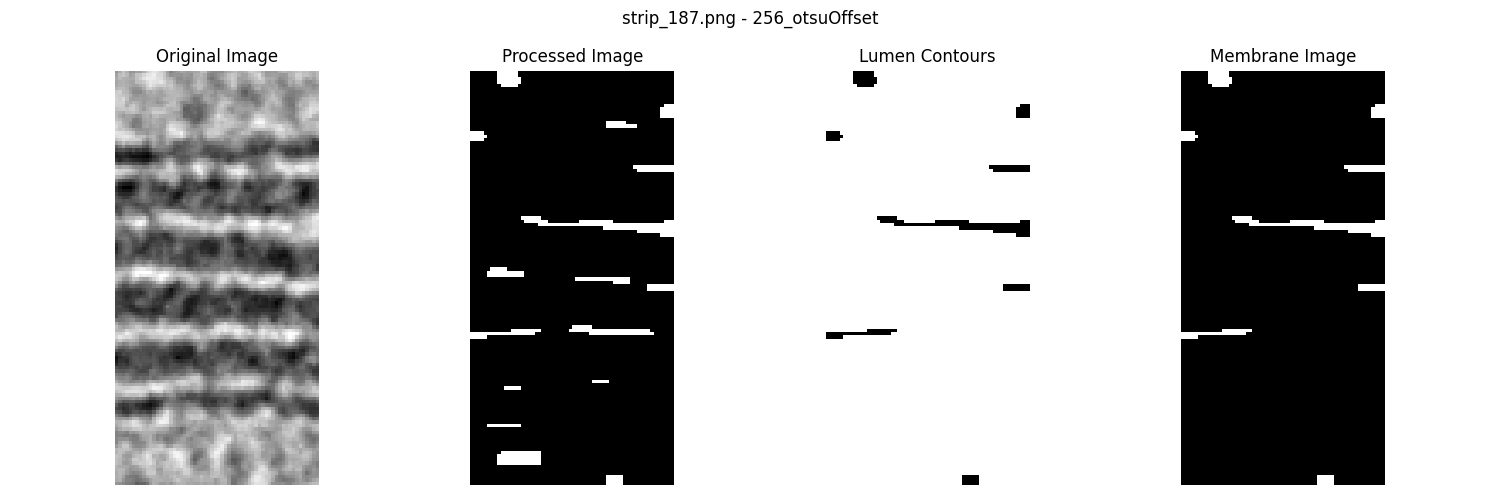 strip_187.png - 256_otsuOffset
Original Image
Processed Image
Lumen Contours
Membrane Image